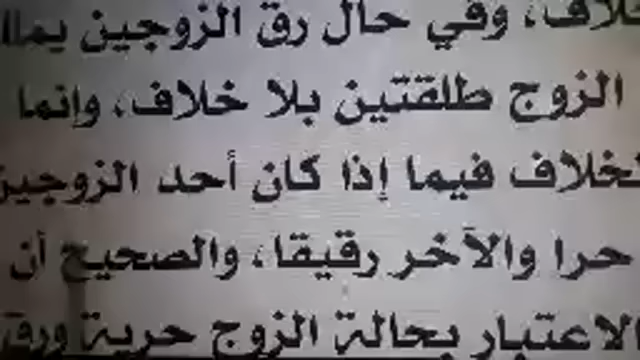 خلاف، وفي حال رق الزوجين يملك
الزوج طلقتين بلا خلاف، وانما
الخلاف فيما إذا كان أحد الزوجين
حرا والآخر رقيقا، والصحيح أن
الاعتبار بحالة الزوج حرية ورق